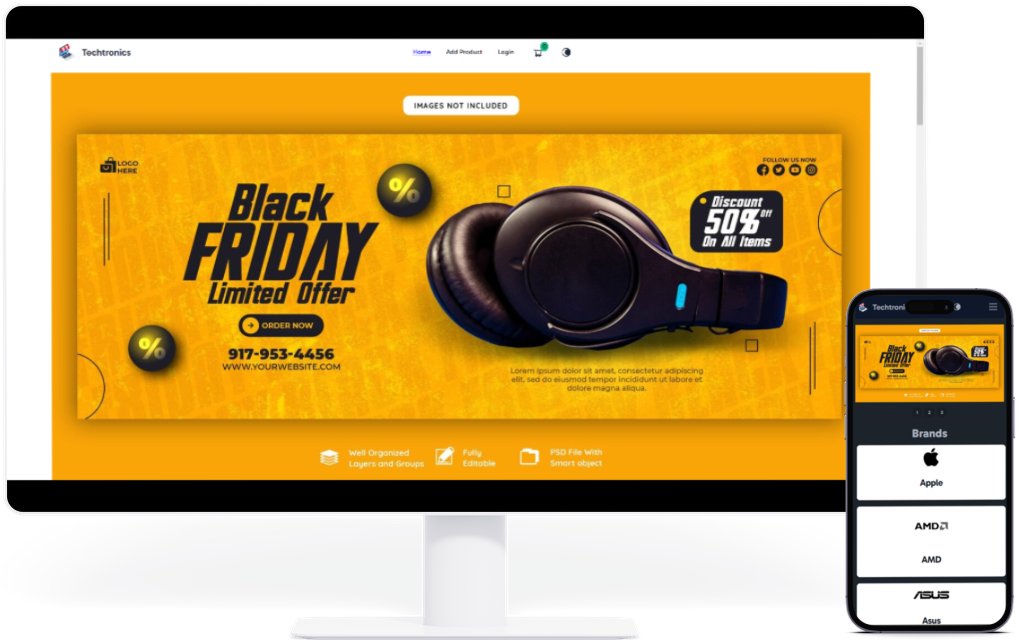 Techtronics
Home Add Product Login
IMAGES NOT INCLUDED
LOGO
HERE
FOLLOW US NOW
Black
FRIDAY
Limited Offer
ORDER NOW
917-953-4456
WWW.YOURWEBSITE.COM
%
%
Discount
50% Off
On All Items
Lorem ipsum dolor sit amet, consectetur adipiscing
elit, sed do eiusmod tempor incididunt ut labore et
dolore magna aliqua.
Well Organized
Layers and Groups
Fully
Editable
PSD File With
Smart object
Techtroni
Black
FRIDAY
Limited Offer
50%
1 2 3
Brands
Apple
AMD
AMD
ASUS
Asus